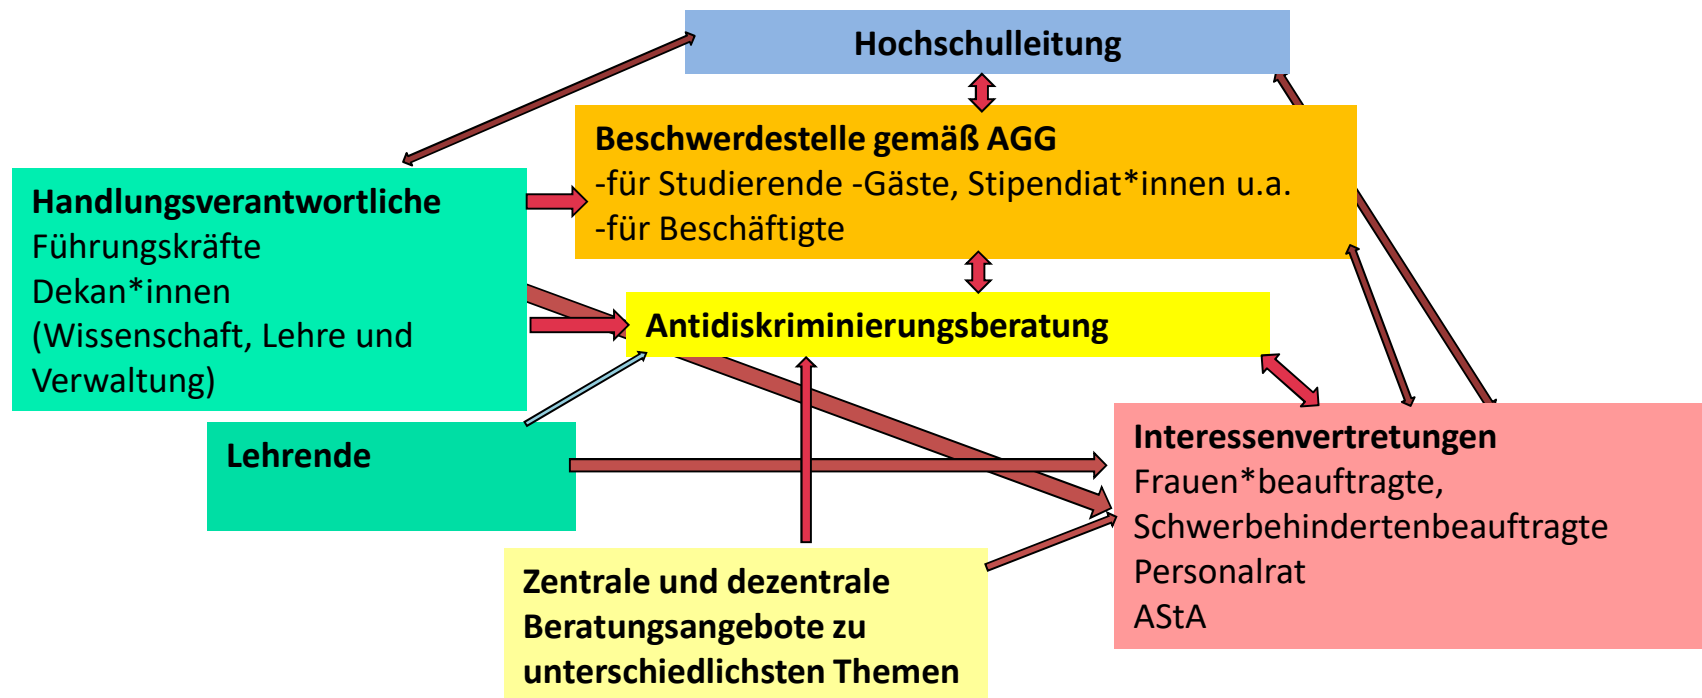 Hochschulleitung
Beschwerdestelle gemäß AGG
-für Studierende -Gäste, Stipendiat*innen u.a.
-für Beschäftigte
Handlungsverantwortliche
Führungskräfte
Dekan*innen
(Wissenschaft, Lehre und
Verwaltung)
Antidiskriminierungsberatung
Lehrende
Interessenvertretungen
Frauen*beauftragte,
Schwerbehindertenbeauftragte
Personalrat
AStA
Zentrale und dezentrale
Beratungsangebote zu
unterschiedlichsten Themen